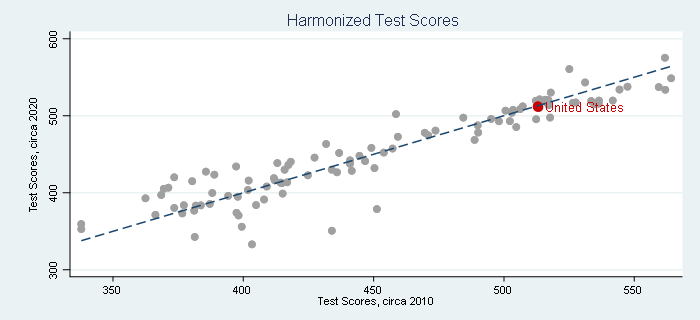 Harmonized Test Scores
600
500
400
300
Test Scores, circa 2020
United States
350
400
450
500
550
Test Scores, circa 2010